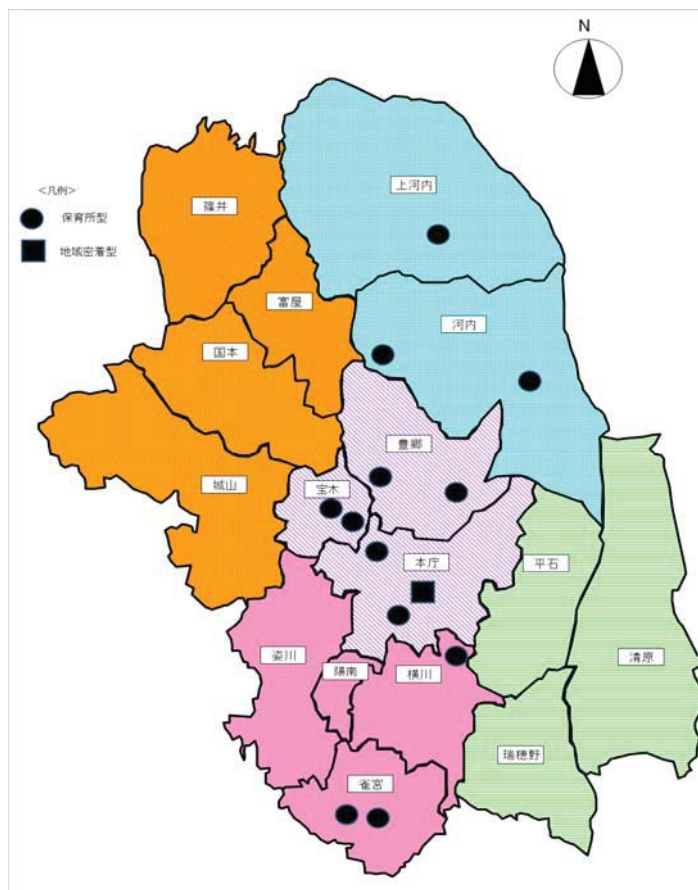 N
<凡例>
保育所型
地域密着型
上河内
篠井
富屋
河内
国本
豊郷
城山
宝木
本庁
平石
姿川
陽南
横川
清原
瑞穂野
雀宮